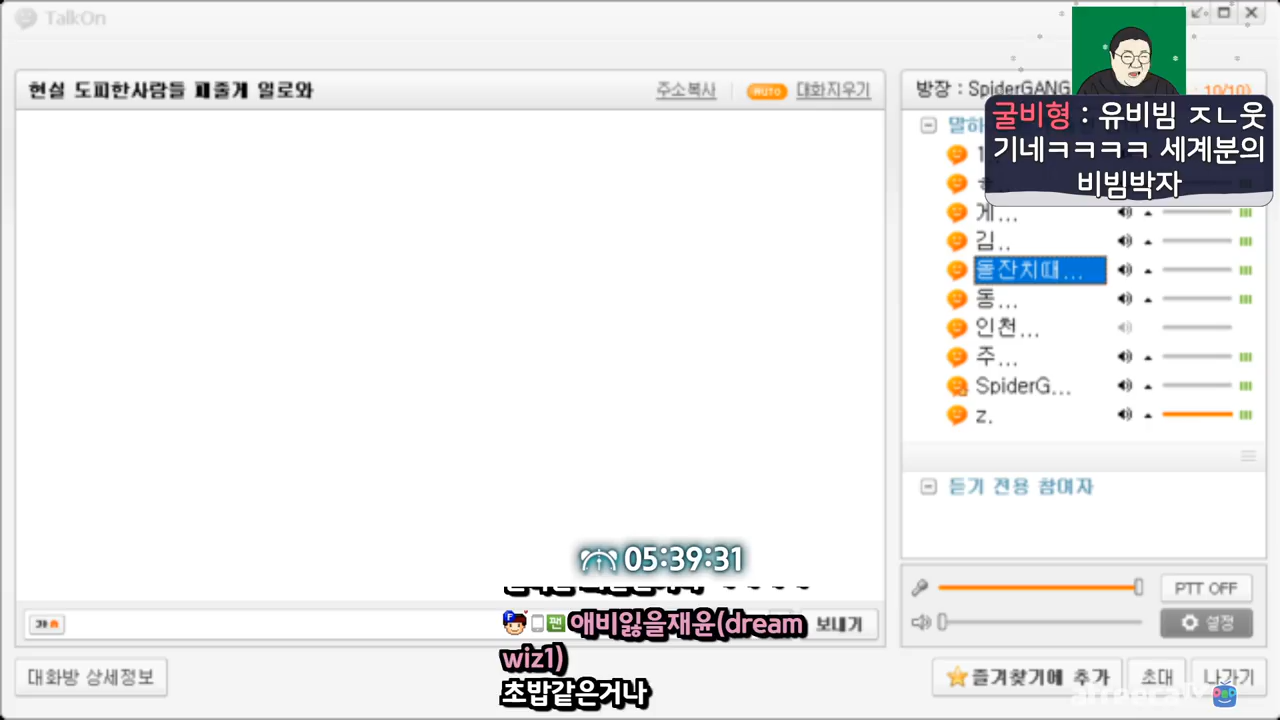 TalkOn
현실 도피한사람들 패줄게 일로와
주소복사
AUTO
대화지우기
방장 : SpiderGANG
10/10)
굴비형 : 유비빔 ㅈㄴ웃
기네ㅋㅋㅋㅋ 세계분의
비빔박자
게...
김..
돌잔치때...
동...
인천...
주...
SpiderG...
z.
듣기 전용 참여자
05:39:31
팬 애비잃을재윤(dream
wiz1)
초밥같은거나
가
보내기
PTT OFF
설정
대화방 상세정보
즐겨찾기에 추가
초대
나가기
afreecaTV